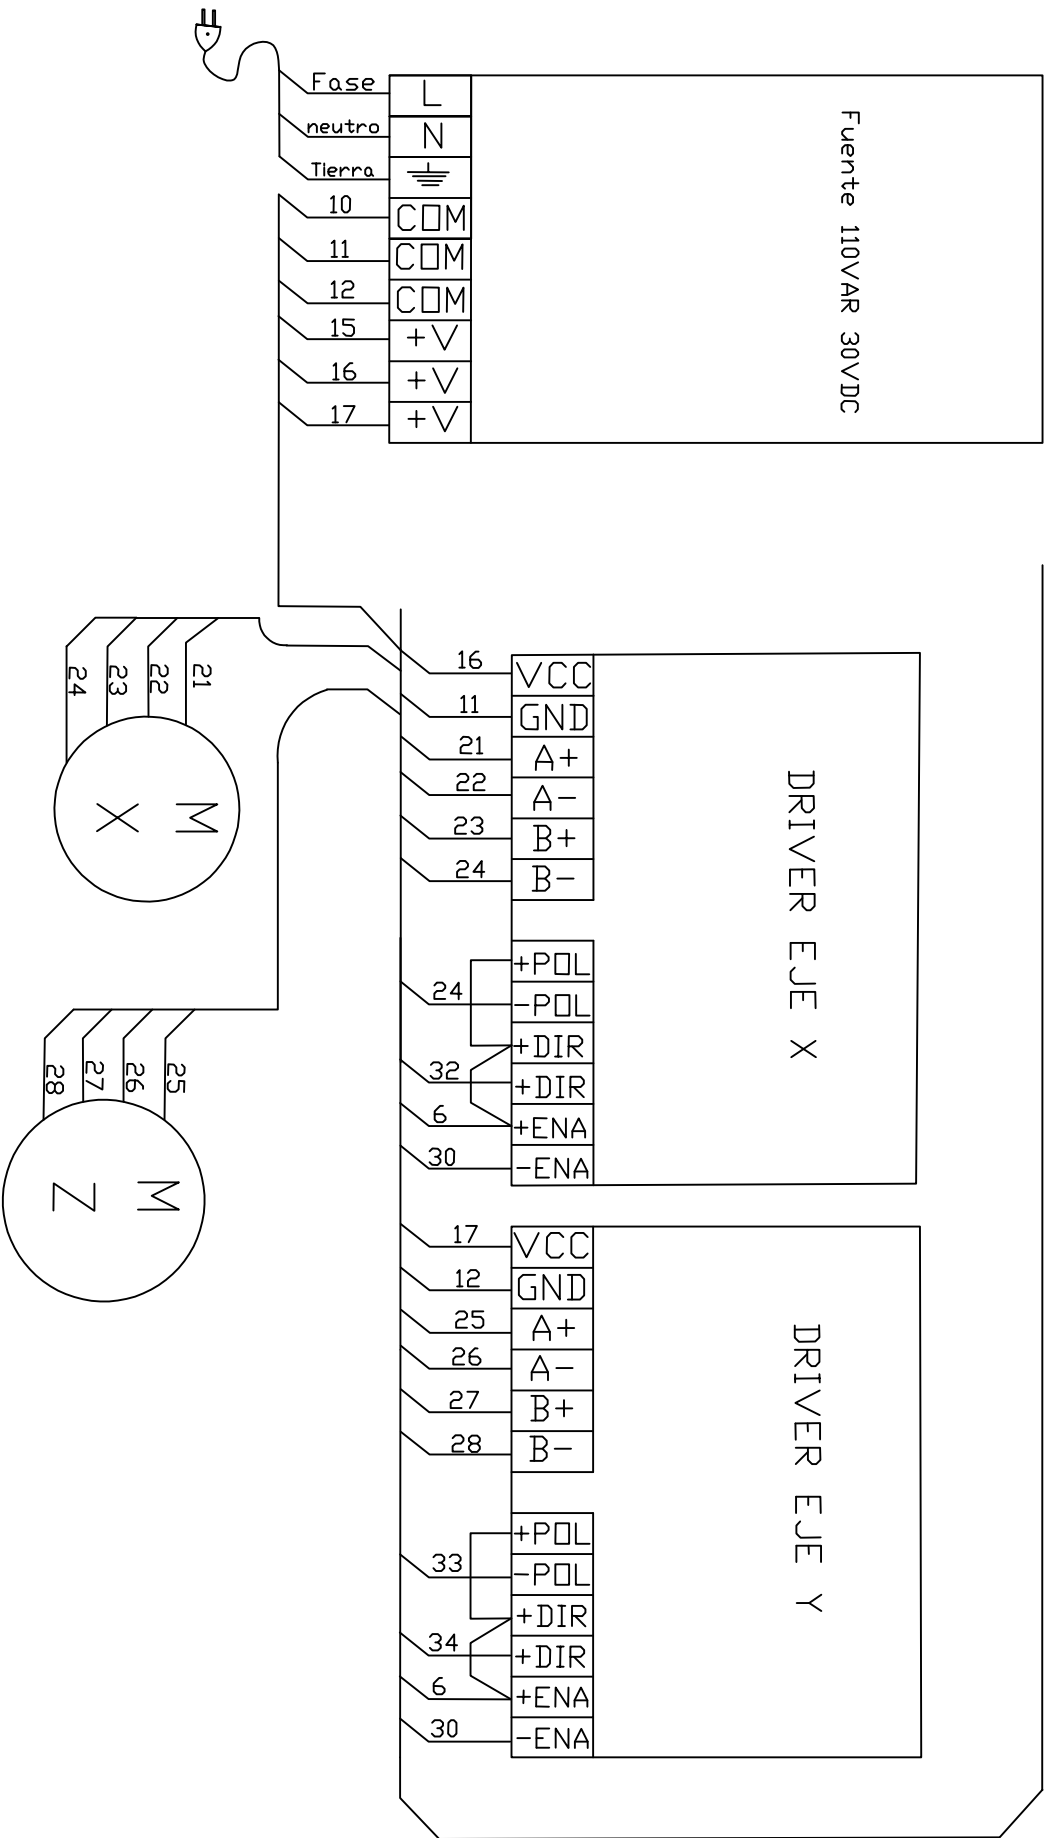 Fase
L
neutro
N
Tierra
10
COM
11
COM
12
COM
15
+V
16
+V
17
+V
Fuente 110VAR 30VDC
16
VCC
11
GND
21
A+
22
A-
23
B+
24
B-
+POL
24
-POL
+DIR
32
+DIR
6
+ENA
30
-ENA
DRIVER EJE X
21
22
23
24
M
X
25
26
27
28
M
Z
17
VCC
12
GND
25
A+
26
A-
27
B+
28
B-
+POL
33
-POL
+DIR
34
+DIR
6
+ENA
30
-ENA
DRIVER EJE Y